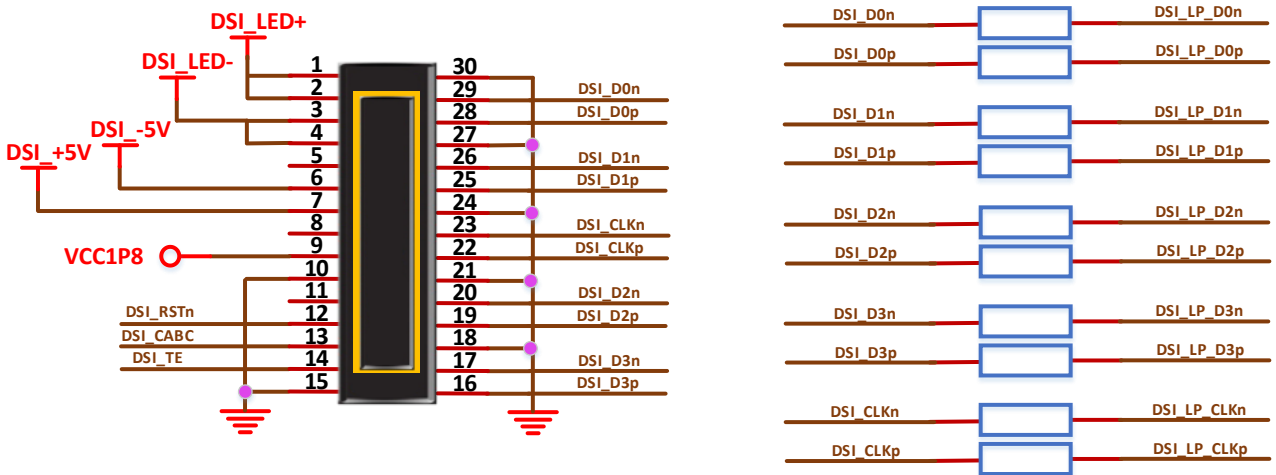 DSI_LED+
DSI_LED-
DSI_-5V
DSI_+5V
VCC1P8
DSI_RSTn
DSI_CABC
DSI_TE
1
2
3
4
5
6
7
8
9
10
11
12
13
14
15
30
29
28
27
26
25
24
23
22
21
20
19
18
17
16
DSI_D0n
DSI_D0p
DSI_D1n
DSI_D1p
DSI_CLKn
DSI_CLKp
DSI_D2n
DSI_D2p
DSI_D3n
DSI_D3p
DSI_D0n DSI_LP_D0n
DSI_D0p DSI_LP_D0p
DSI_D1n DSI_LP_D1n
DSI_D1p DSI_LP_D1p
DSI_D2n DSI_LP_D2n
DSI_D2p DSI_LP_D2p
DSI_D3n DSI_LP_D3n
DSI_D3p DSI_LP_D3p
DSI_CLKn DSI_LP_CLKn
DSI_CLKp DSI_LP_CLKp